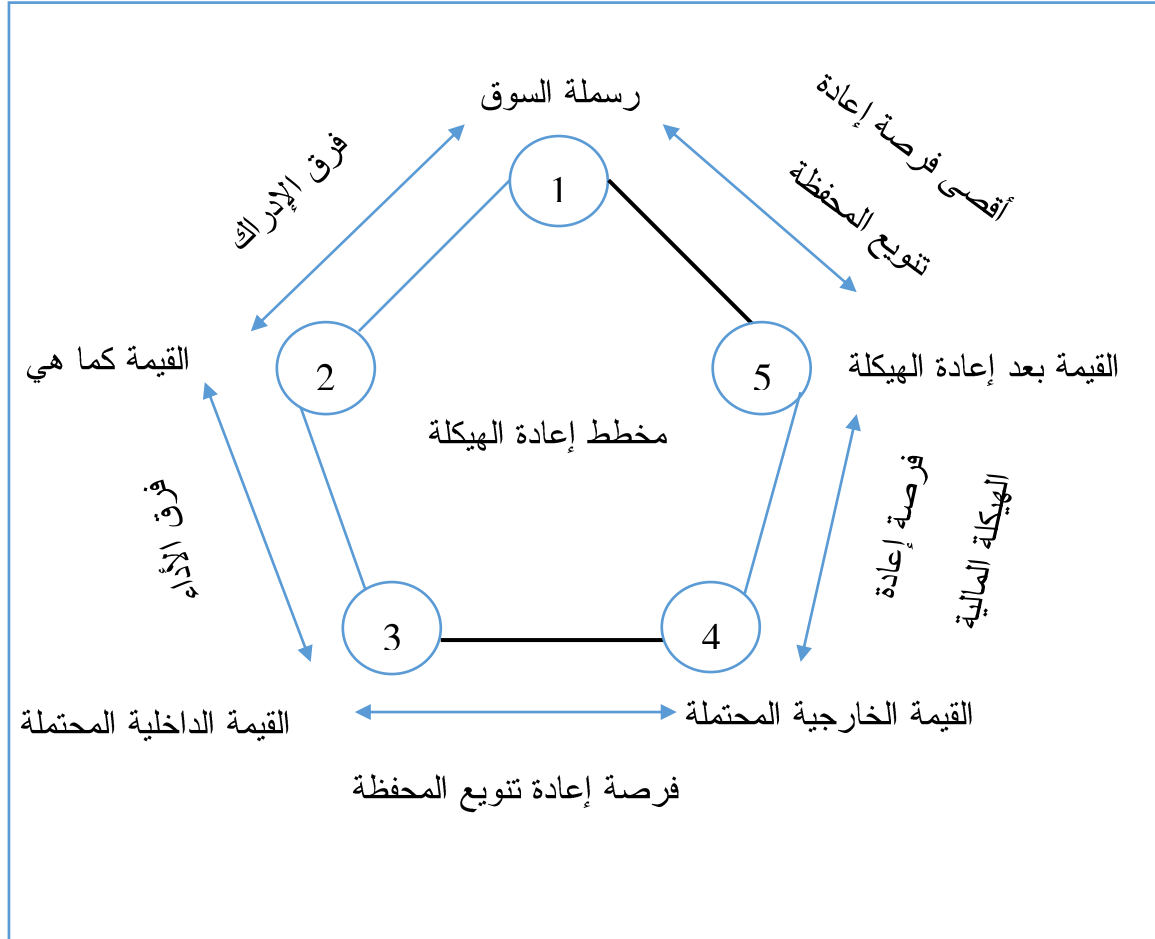 رسملة السوق
1
أقصى فرصة إعادة
تنويع المحفظة
فرق الإدراك
القيمة كما هي
2
5
القيمة بعد إعادة الهيكلة
مخطط إعادة الهيكلة
فرق الأداء
فرصة إعادة
الهيكلة المالية
3
4
القيمة الداخلية المحتملة
القيمة الخارجية المحتملة
فرصة إعادة تنويع المحفظة